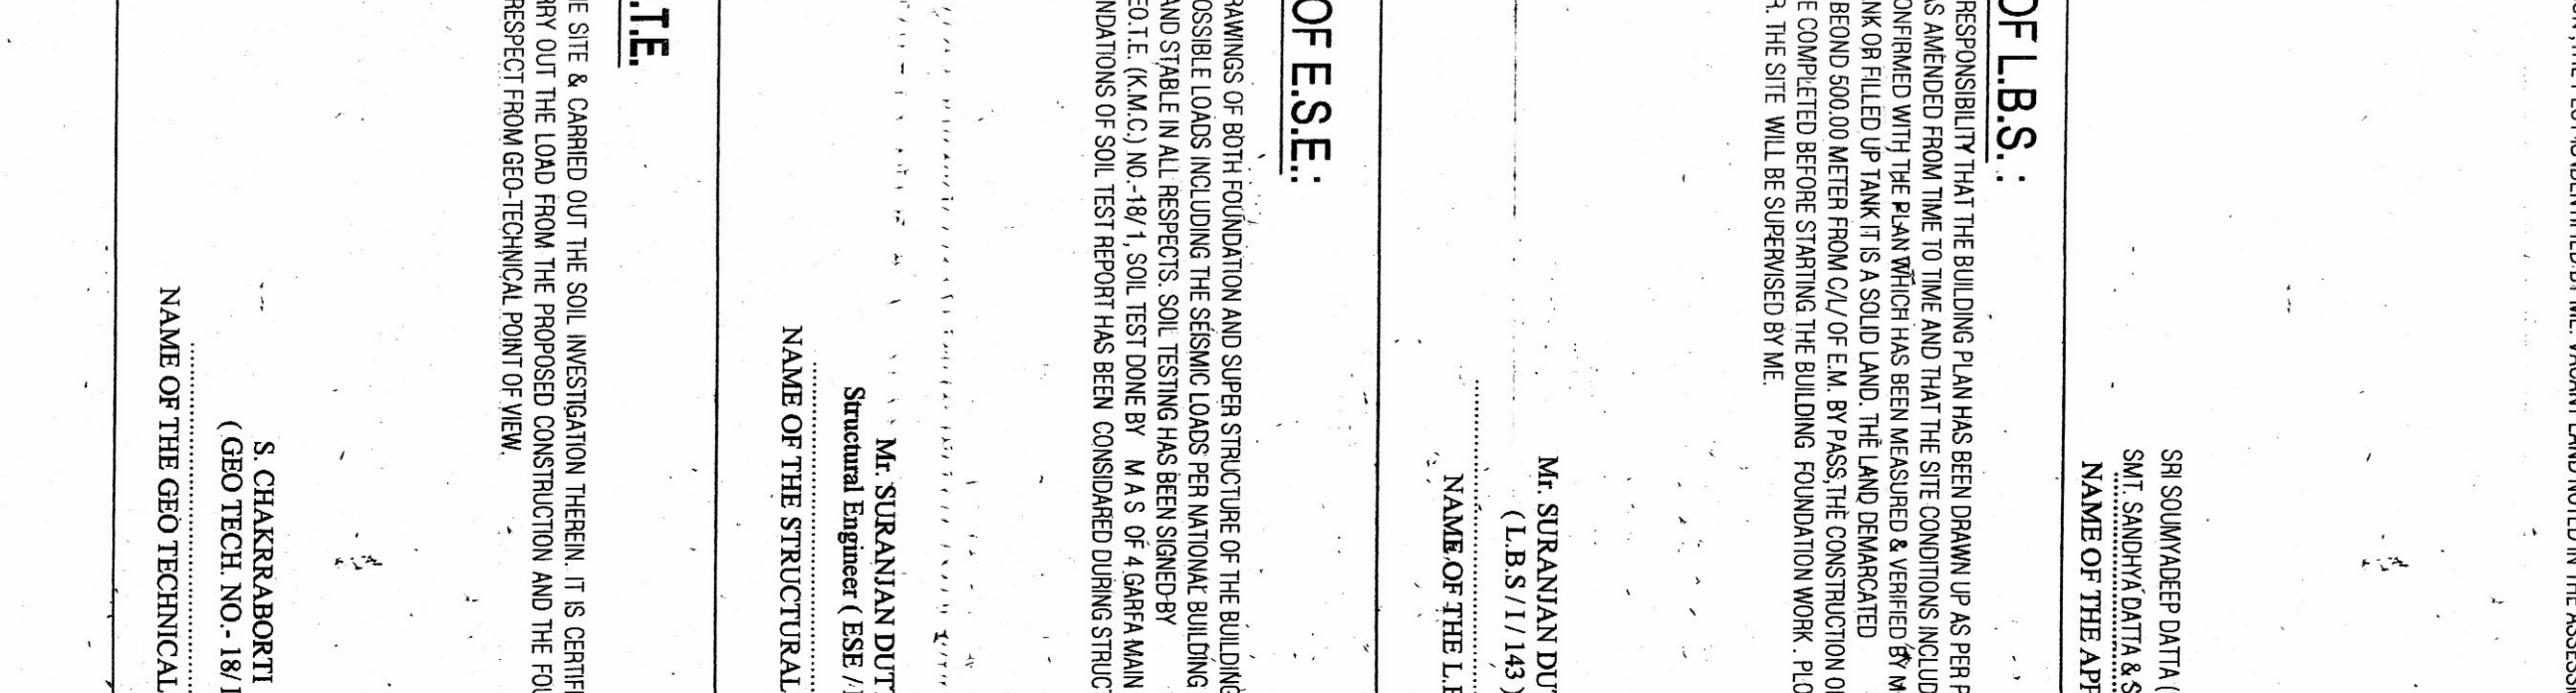 SRI SOUMYADEEP DATTA (
SMT. SANDHYA DATTA & S
NAME OF THE APP
OF L.B.S. :
RESPONSIBILITY THAT THE BUILDING PLAN HAS BEEN DRAWN UP AS PER P
AS AMENDED FROM TIME TO TIME AND THAT THE SITE CONDITIONS INCLUD
ONFIRMED WITH THE PLAN WHICH HAS BEEN MEASURED & VERIFIED BY M
NK OR FILLED UP TANK IT IS A SOLID LAND. THE LAND DEMARCATED
BEOND 500.00 METER FROM C/L/ OF E.M. BY PASS,THE CONSTRUCTION O
E COMPLETED BEFORE STARTING THE BUILDING FOUNDATION WORK . PLO
R. THE SITE WILL BE SUPERVISED BY ME.
Mr. SURANJAN DU
( L.B.S / I / 143 )
NAME OF THE L.B
OF E.S.E.:
RAWINGS OF BOTH FOUNDATION AND SUPER STRUCTURE OF THE BUILDING
OSSIBLE LOADS INCLUDING THE SEISMIC LOADS PER NATIONAL BUILDING
AND STABLE IN ALL RESPECTS. SOIL TESTING HAS BEEN SIGNED BY
EO.T.E. (K.M.C.) NO.-18/1, SOIL TEST DONE BY M A S OF 4 GARFA MAIN
NDATIONS OF SOIL TEST REPORT HAS BEEN CONSIDARED DURING STRUCT
Mr. SURANJAN DUT
Structural Engineer ( ESE /
NAME OF THE STRUCTURAL
.T.E.
E SITE & CARRIED OUT THE SOIL INVESTIGATION THEREIN. IT IS CERTIFI
RRY OUT THE LOAD FROM THE PROPOSED CONSTRUCTION AND THE FOU
RESPECT FROM GEO-TECHNICAL POINT OF VIEW.
S. CHAKRRABORTI
( GEO TECH. NO.- 18/ I
NAME OF THE GEO TECHNICAL